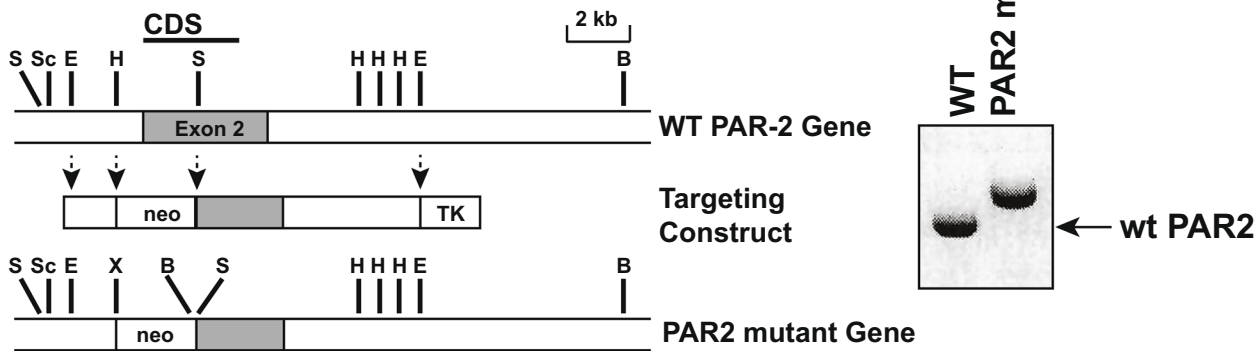 CDS
2 kb
S Sc E H S H H H E B
Exon 2
WT PAR-2 Gene
neo TK
Targeting
Construct
S Sc E X B S H H H E B
neo
PAR2 mutant Gene
WT
PAR2
wt PAR2